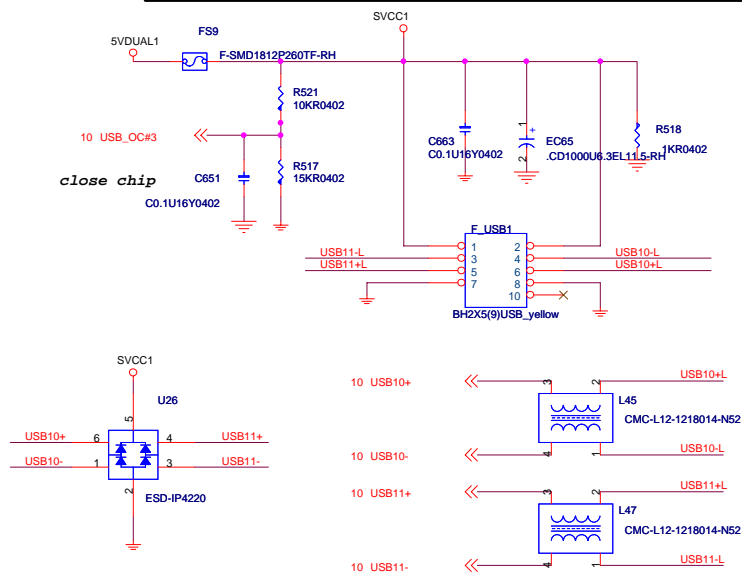 SVCC1
FS9
5VDUAL1
F-SMD1812P260TF-RH
R521
10KR0402
10 USB_OC#3
R517
15KR0402
close chip
C651
C0.1U16Y0402
C663
C0.1U16Y0402
1
+
2
EC65
.CD1000U6.3EL11.5-RH
R518
1KR0402
F_USB1
USB11-L
USB11+L
1 2
3 4
5 6
7 8
10
USB10-L
USB10+L
BH2X5(9)USB_yellow
SVCC1
U26
5
USB10+ 6 4 USB11+
USB10- 1 3 USB11-
2
ESD-IP4220
10 USB10+ 3 2 USB10+L
L45
CMC-L12-1218014-N52
10 USB10- 4 1 USB10-L
10 USB11+ 3 2 USB11+L
L47
CMC-L12-1218014-N52
10 USB11- 4 1 USB11-L